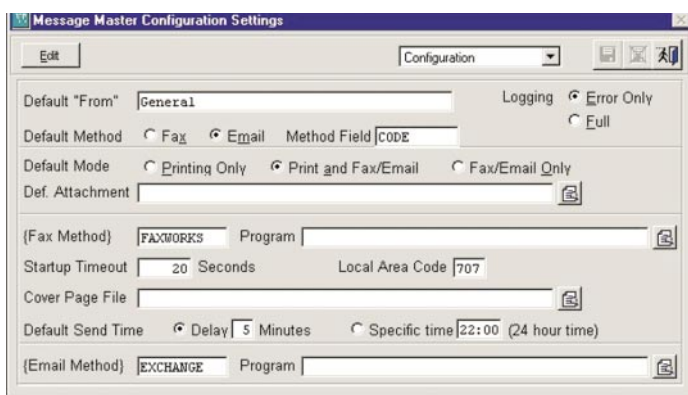 Message Master Configuration Settings
Edit Configuration
Default "From" General Logging Error Only
Full
Default Method Fax Email Method Field CODE
Default Mode Printing Only Print and Fax/Email Fax/Email Only
Def. Attachment
{Fax Method} FAXWORKS Program
Startup Timeout 20 Seconds Local Area Code 707
Cover Page File
Default Send Time Delay 5 Minutes Specific time 22:00 (24 hour time)
{Email Method} EXCHANGE Program